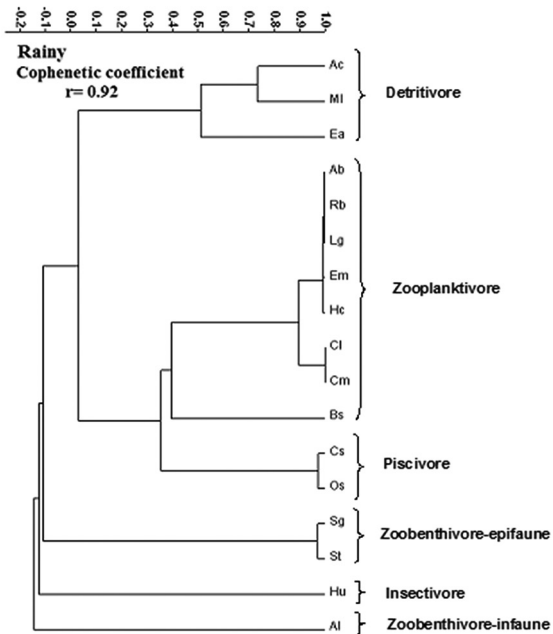 -0.2 -0.1 0.0 0.1 0.2 0.3 0.4 0.5 0.6 0.7 0.8 0.9 1.0
Rainy
Cophenetic coefficient
r= 0.92
Ac
Ml
Ea
Detritivore
Ab
Rb
Lg
Em
Hc
Cl
Cm
Bs
Zooplanktivore
Cs
Os
Piscivore
Sg
St
Zoobenthivore-epifaune
Hu
Insectivore
Al
Zoobenthivore-infaune